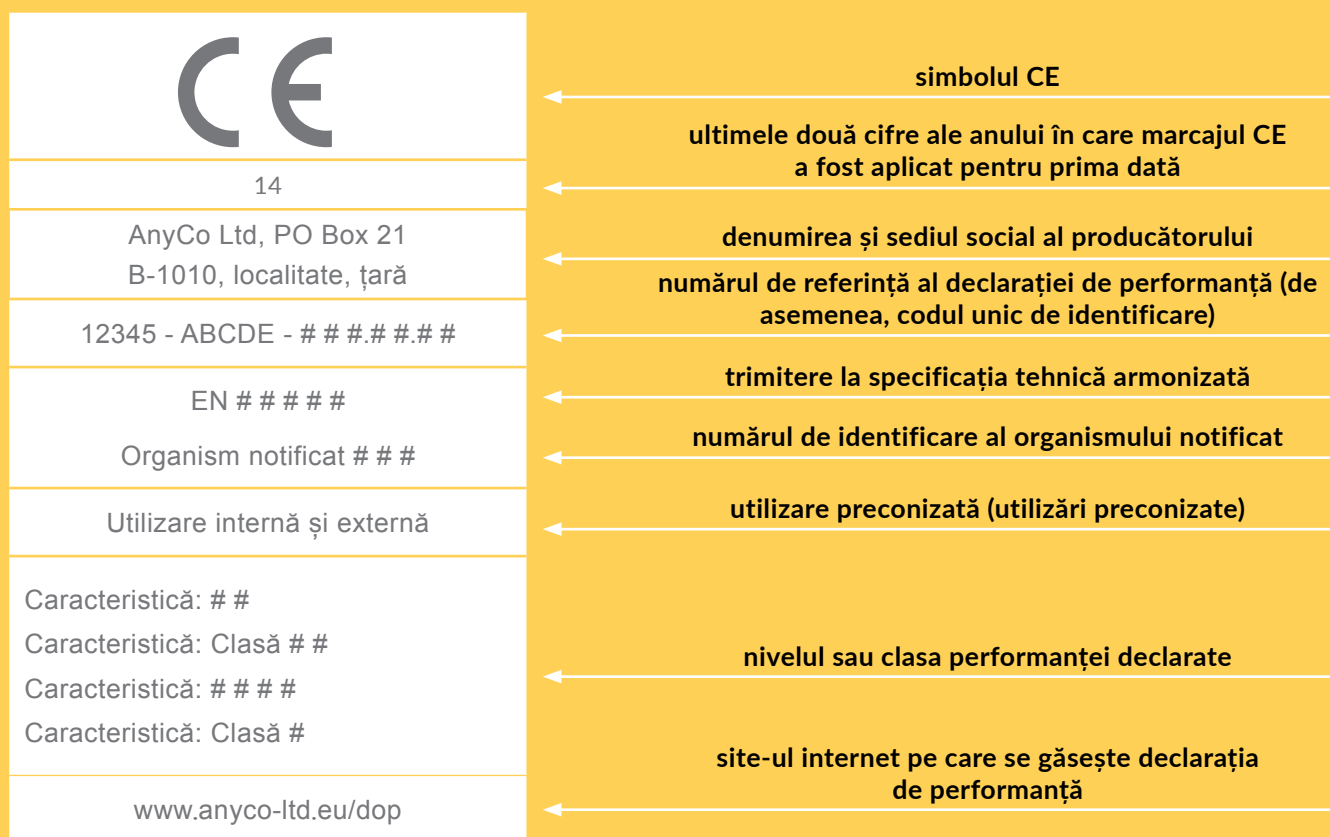 CE
simbolul CE
14
ultimele două cifre ale anului în care marcajul CE
a fost aplicat pentru prima dată
AnyCo Ltd, PO Box 21
B-1010, localitate, țară
denumirea și sediul social al producătorului
12345 - ABCDE - # # #.# #.# #
numărul de referință al declarației de performanță (de
asemenea, codul unic de identificare)
EN # # # # #
trimitere la specificația tehnică armonizată
Organism notificat # # #
numărul de identificare al organismului notificat
Utilizare internă și externă
utilizare preconizată (utilizări preconizate)
Caracteristică: # #
Caracteristică: Clasă # #
Caracteristică: # # # #
Caracteristică: Clasă #
nivelul sau clasa performanței declarate
www.anyco-ltd.eu/dop
site-ul internet pe care se găsește declarația
de performanță